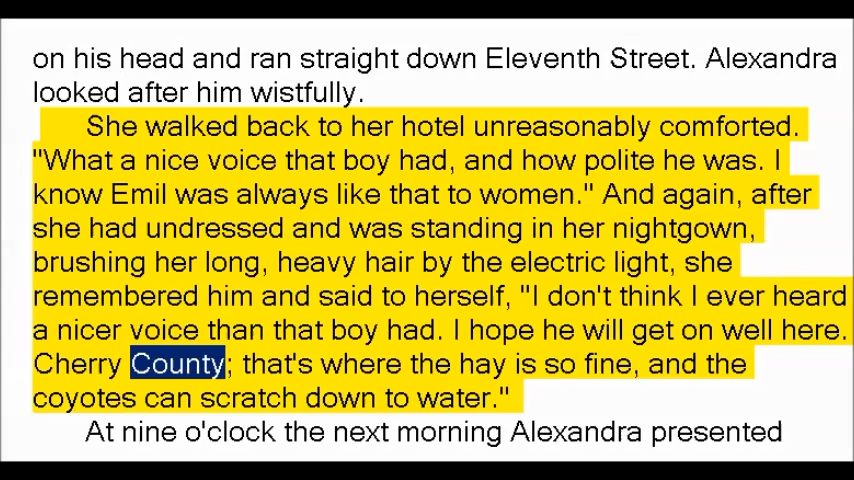 on his head and ran straight down Eleventh Street. Alexandra
looked after him wistfully.
She walked back to her hotel unreasonably comforted.
"What a nice voice that boy had, and how polite he was. I
know Emil was always like that to women." And again, after
she had undressed and was standing in her nightgown,
brushing her long, heavy hair by the electric light, she
remembered him and said to herself, "I don't think I ever heard
a nicer voice than that boy had. I hope he will get on well here.
Cherry County; that's where the hay is so fine, and the
coyotes can scratch down to water."
At nine o'clock the next morning Alexandra presented